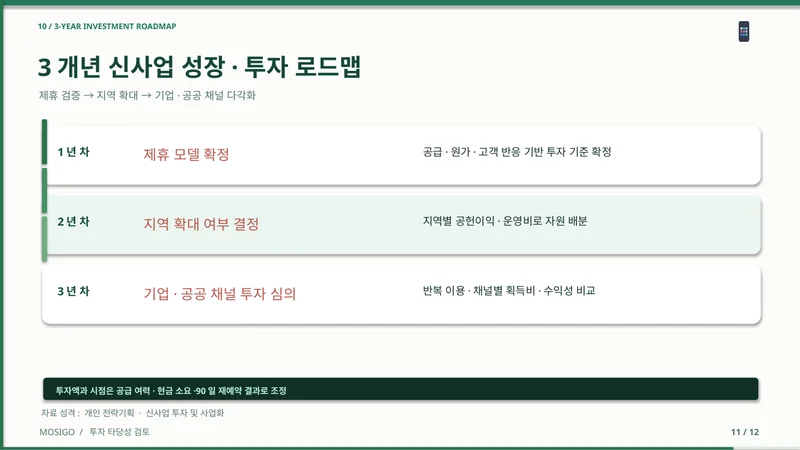 10 / 3-YEAR INVESTMENT ROADMAP
3 개년 신사업 성장 · 투자 로드맵
제휴 검증 → 지역 확대 → 기업 · 공공 채널 다각화
1 년 차
제휴 모델 확정
공급 · 원가 · 고객 반응 기반 투자 기준 확정
2 년 차
지역 확대 여부 결정
지역별 공헌이익 · 운영비로 자원 배분
3 년 차
기업 · 공공 채널 투자 심의
반복 이용 · 채널별 획득비 · 수익성 비교
투자액과 시점은 공급 여력 · 현금 소요 ·90 일 재예약 결과로 조정
자료 성격 : 개인 전략기획 · 신사업 투자 및 사업화
MOSIGO / 투자 타당성 검토
11 / 12